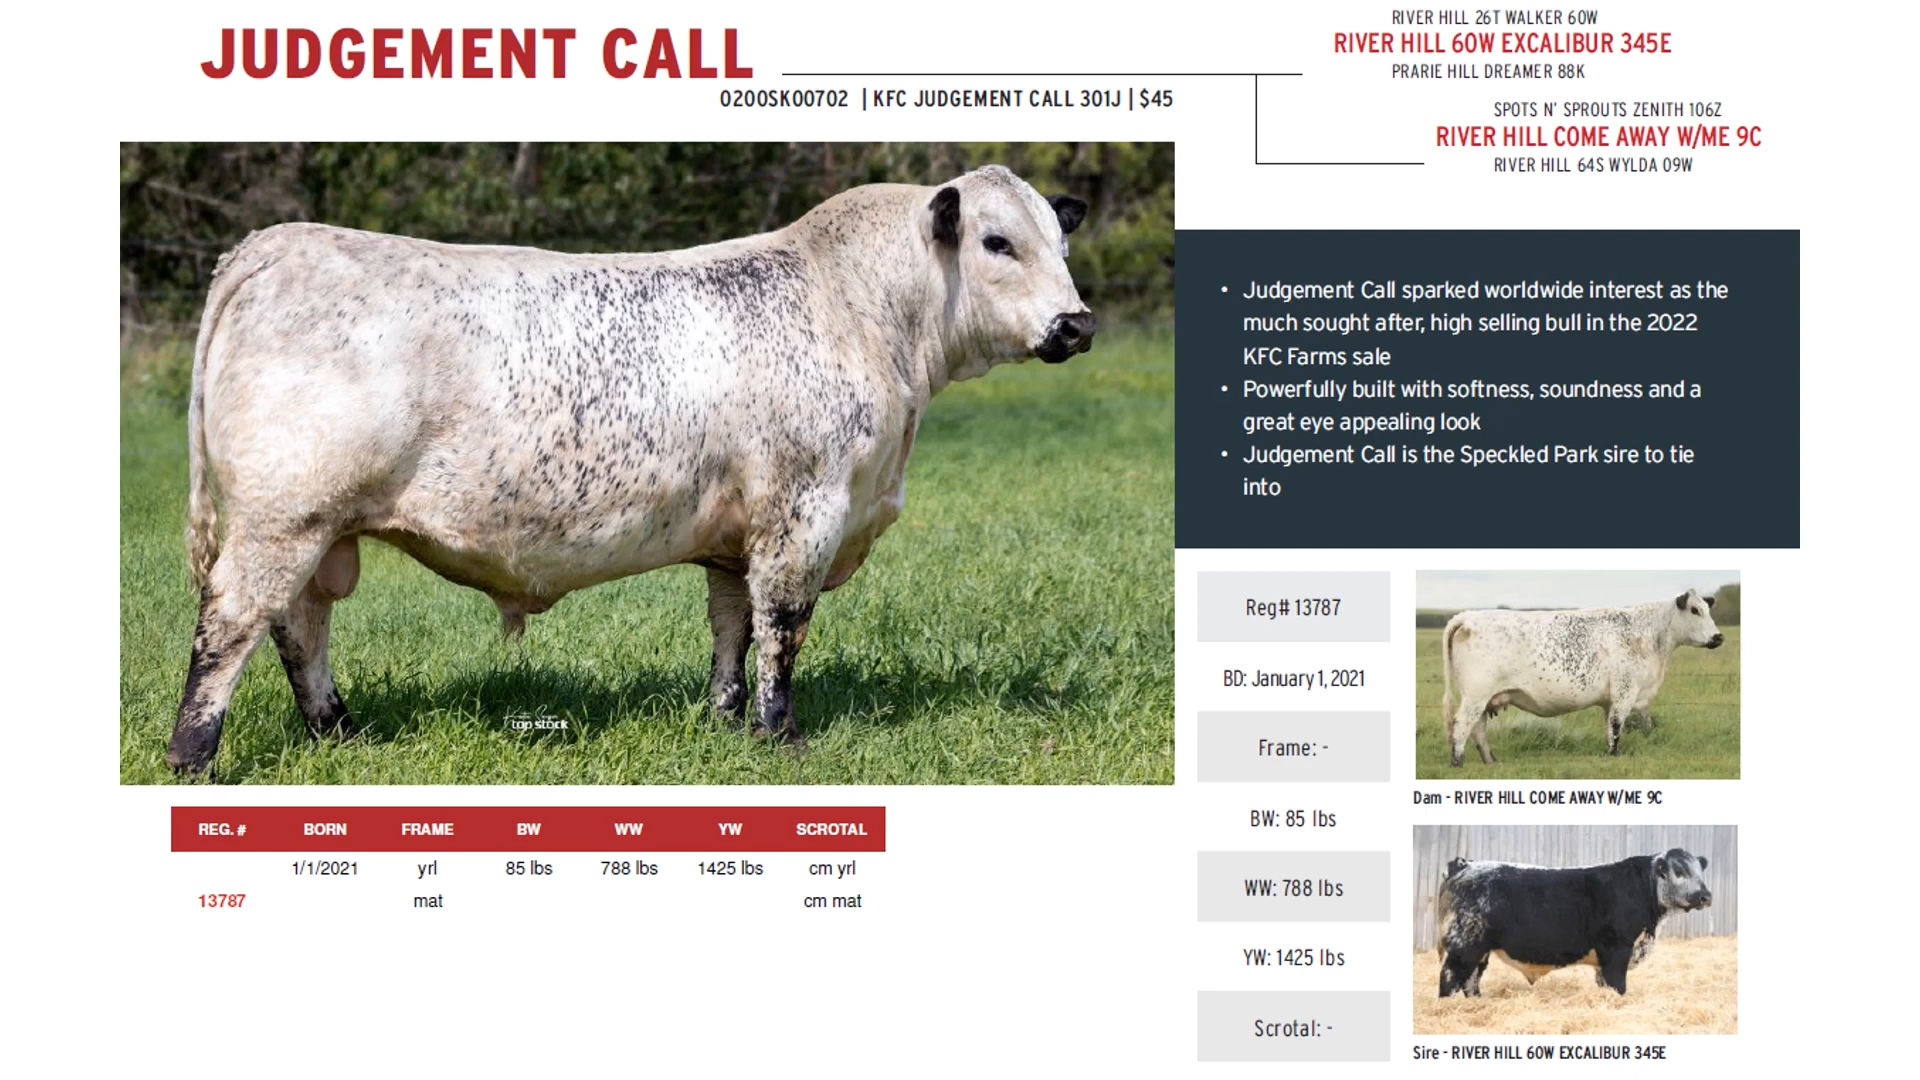 JUDGEMENT CALL
0200SK00702 | KFC JUDGEMENT CALL 301J | $45
RIVER HILL 26T WALKER 60W
RIVER HILL 60W EXCALIBUR 345E
PRARIE HILL DREAMER 88K
SPOTS N' SPROUTS ZENITH 106Z
RIVER HILL COME AWAY W/ME 9C
RIVER HILL 64S WYLDA 09W
• Judgement Call sparked worldwide interest as the
much sought after, high selling bull in the 2022
KFC Farms sale
• Powerfully built with softness, soundness and a
great eye appealing look
• Judgement Call is the Speckled Park sire to tie
into
top stock
REG. # BORN FRAME BW WW YW SCROTAL
1/1/2021 yrl 85 lbs 788 lbs 1425 lbs cm yrl
13787 mat cm mat
Reg# 13787
BD: January 1, 2021
Frame: -
BW: 85 lbs
WW: 788 lbs
YW: 1425 lbs
Scrotal: -
Dam - RIVER HILL COME AWAY W/ME 9C
Sire - RIVER HILL 60W EXCALIBUR 345E